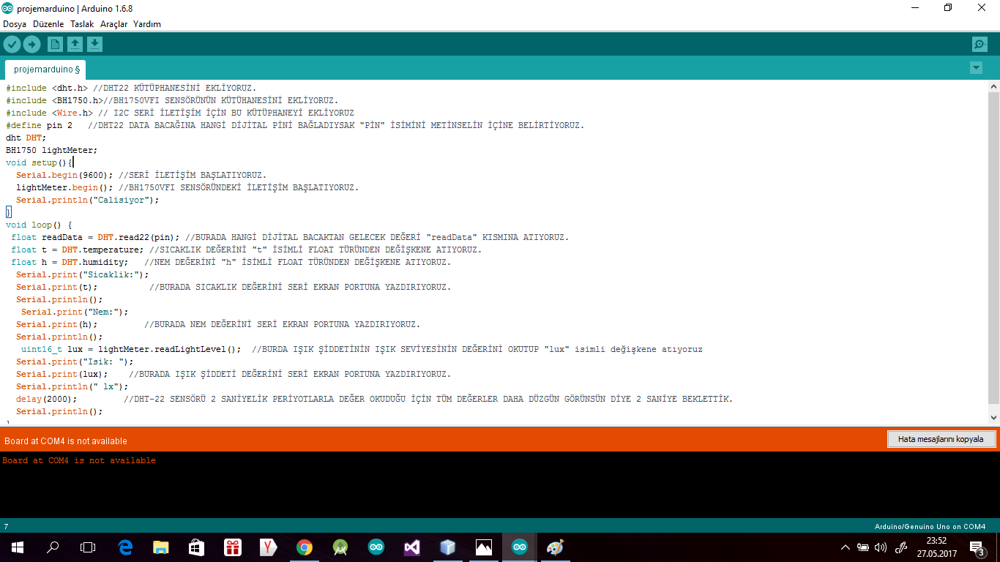 projemarduino | Arduino 1.6.8
Dosya Düzenle Taslak Araçlar Yardım
projemarduino §
#include <dht.h> //DHT22 KÜTÜPHANESİNİ EKLİYORUZ.
#include <BH1750.h>//BH1750VFI SENSÖRÜNÜN KÜTÜHANESİNİ EKLİYORUZ.
#include <Wire.h> // I2C SERİ İLETİŞİM İÇİN BU KÜTÜPHANEYİ EKLİYORUZ
#define pin 2 //DHT22 DATA BACAĞINA HANGİ DİJİTAL PİNİ BAĞLADIYSAK "PİN" İSİMİNİ METİNSELİN İÇİNE BELİRTİYORUZ.
dht DHT;
BH1750 lightMeter;
void setup(){
Serial.begin(9600); //SERİ İLETİŞİM BAŞLATIYORUZ.
lightMeter.begin(); //BH1750VFI SENSÖRÜNDEKİ İLETİŞİM BAŞLATIYORUZ.
Serial.println("Calisiyor");
}
void loop() {
float readData = DHT.read22(pin); //BURADA HANGİ DİJİTAL BACAKTAN GELECEK DEĞERİ "readData" KISMINA ATIYORUZ.
float t = DHT.temperature; //SICAKLIK DEĞERİNİ "t" İSİMLİ FLOAT TÜRÜNDEN DEĞİŞKENE ATIYORUZ.
float h = DHT.humidity; //NEM DEĞERİNİ "h" İSİMLİ FLOAT TÜRÜNDEN DEĞİŞKENE ATIYORUZ.
Serial.print("Sicaklik:");
Serial.print(t); //BURADA SICAKLIK DEĞERİNİ SERİ EKRAN PORTUNA YAZDIRIYORUZ.
Serial.println();
Serial.print("Nem:");
Serial.print(h); //BURADA NEM DEĞERİNİ SERİ EKRAN PORTUNA YAZDIRIYORUZ.
Serial.println();
uint16_t lux = lightMeter.readLightLevel(); //BURDA IŞIK ŞİDDETİNİN IŞIK SEVİYESİNİN DEĞERİNİ OKUTUP "lux" isimli değişkene atıyoruz
Serial.print("Isik: ");
Serial.print(lux); //BURADA IŞIK ŞİDDETİ DEĞERİNİ SERİ EKRAN PORTUNA YAZDIRIYORUZ.
Serial.println(" lx");
delay(2000); //DHT-22 SENSÖRÜ 2 SANİYELİK PERİYOTLARLA DEĞER OKUDUĞU İÇİN TÜM DEĞERLER DAHA DÜZGÜN GÖRÜNSÜN DİYE 2 SANİYE BEKLETTİK.
Serial.println();
Board at COM4 is not available
Hata mesajlarını kopyala
Board at COM4 is not available
7
Arduino/Genuino Uno on COM4
23:52
27.05.2017
3